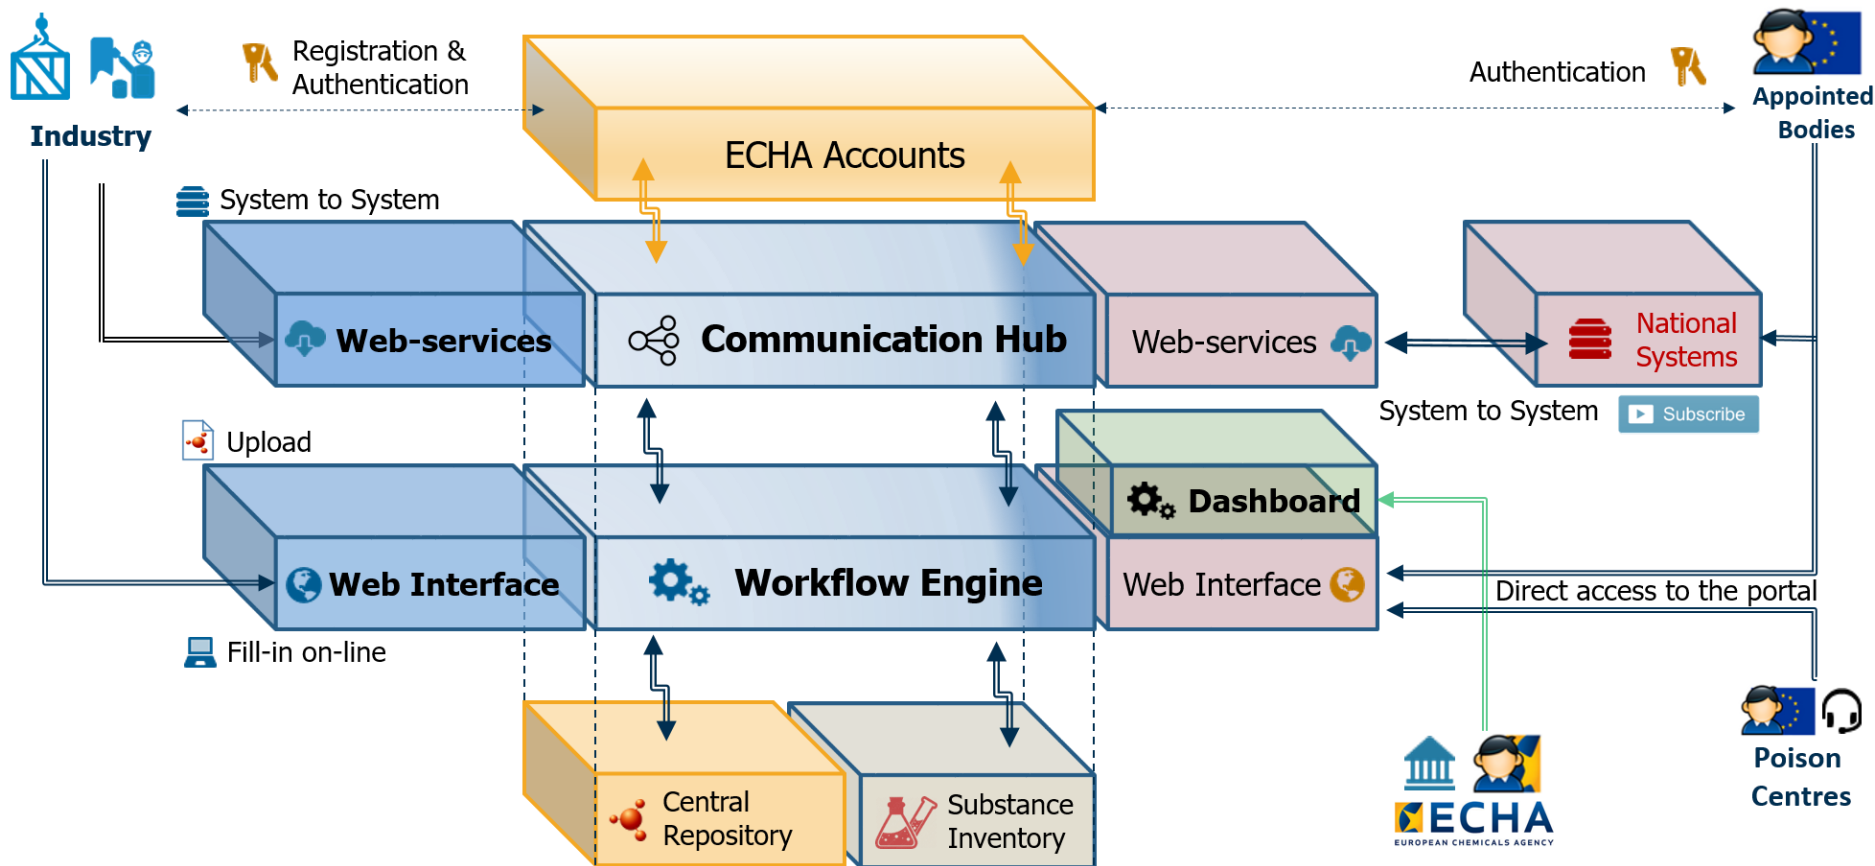 Registration &
Authentication
Authentication
Industry
Appointed
Bodies
ECHA Accounts
System to System
Web-services
Communication Hub
Web-services
National
Systems
System to System
Subscribe
Upload
Dashboard
Web Interface
Workflow Engine
Web Interface
Direct access to the portal
Fill-in on-line
Central
Repository
Substance
Inventory
ECHA
EUROPEAN CHEMICALS AGENCY
Poison
Centres